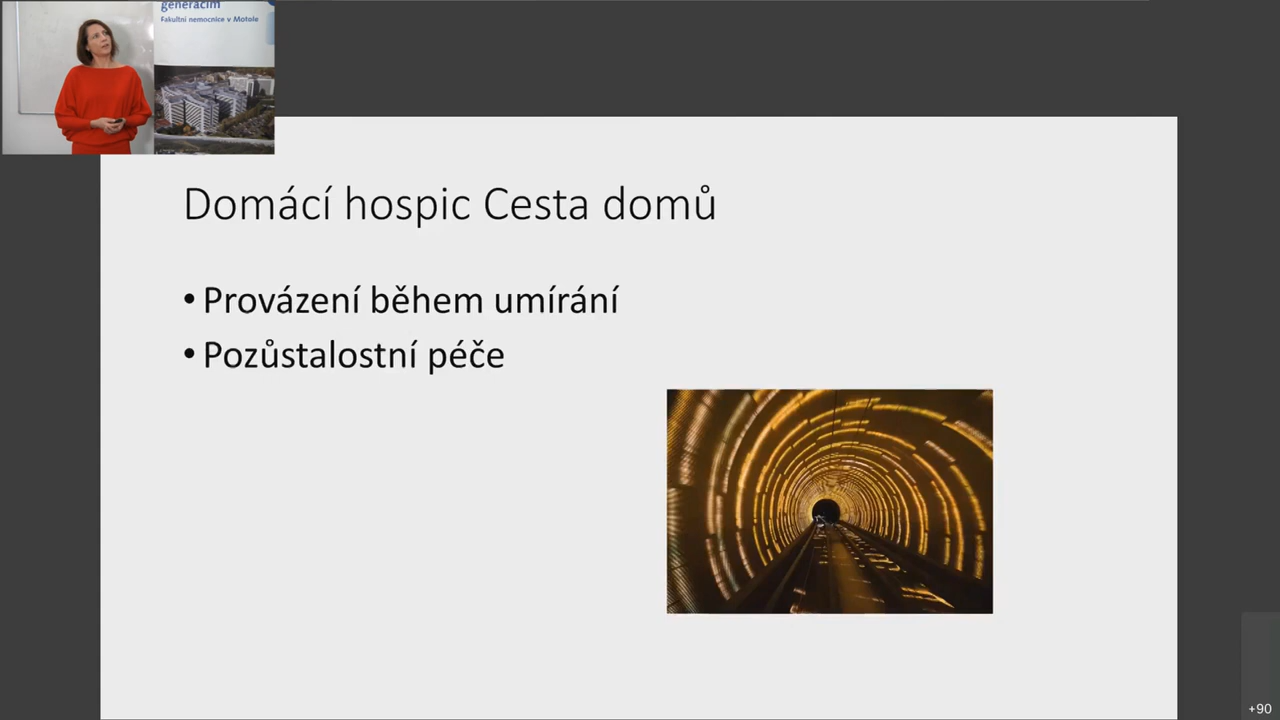 generacím
Fakultní nemocnice v Motole
Domácí hospic Cesta domů
• Provázení během umírání
• Pozůstalostní péče
+90